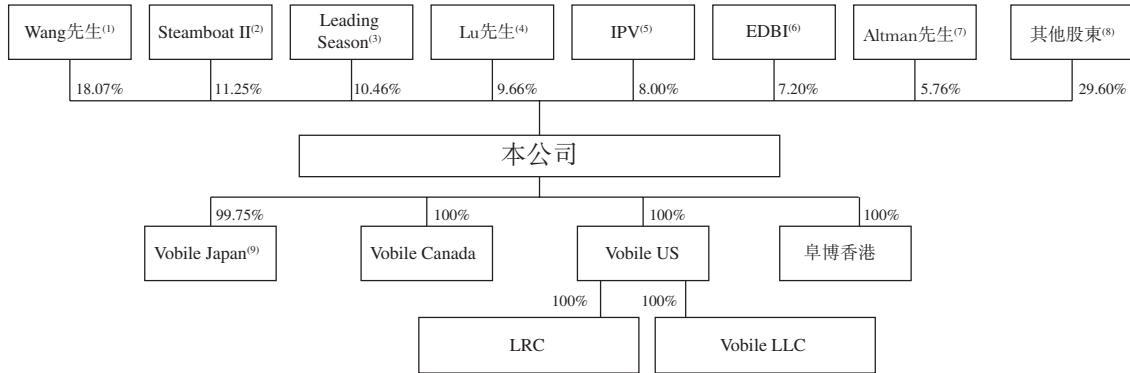 Wang先生(1)
Steamboat II(2)
Leading
Season(3)
Lu先生(4)
IPV(5)
EDBI(6)
Altman先生(7)
其他股東(8)
18.07%
11.25%
10.46%
9.66%
8.00%
7.20%
5.76%
29.60%
本公司
99.75%
100%
100%
100%
Vobile Japan(9)
Vobile Canada
Vobile US
阜博香港
100%
100%
LRC
Vobile LLC